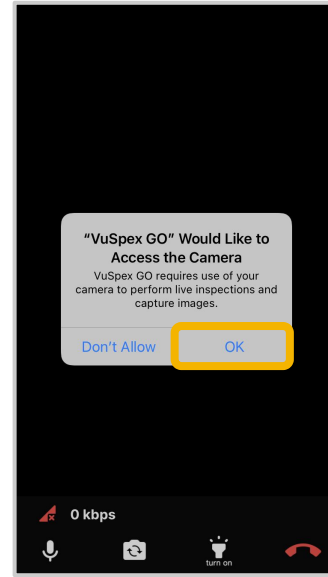 “VuSpex GO” Would Like to
Access the Camera
VuSpex GO requires use of your
camera to perform live inspections and
capture images.
Don’t Allow
OK
0 kbps
turn on